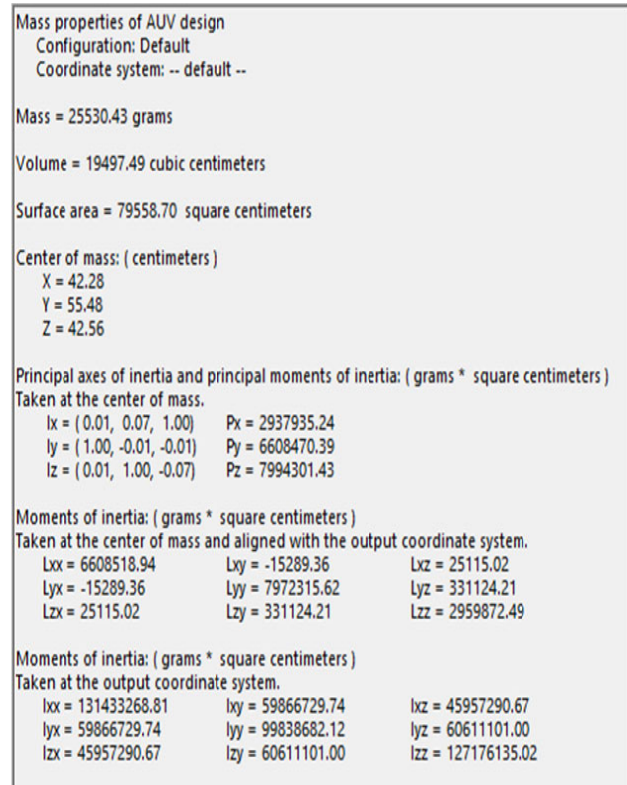 Mass properties of AUV design
Configuration: Default
Coordinate system: -- default --
Mass = 25530.43 grams
Volume = 19497.49 cubic centimeters
Surface area = 79558.70 square centimeters
Center of mass: ( centimeters )
X = 42.28
Y = 55.48
Z = 42.56
Principal axes of inertia and principal moments of inertia: ( grams * square centimeters )
Taken at the center of mass.
Ix = ( 0.01, 0.07, 1.00) Px = 2937935.24
Iy = ( 1.00, -0.01, -0.01) Py = 6608470.39
Iz = ( 0.01, 1.00, -0.07) Pz = 7994301.43
Moments of inertia: ( grams * square centimeters )
Taken at the center of mass and aligned with the output coordinate system.
Lxx = 6608518.94 Lxy = -15289.36 Lxz = 25115.02
Lyx = -15289.36 Lyy = 7972315.62 Lyz = 331124.21
Lzx = 25115.02 Lzy = 331124.21 Lzz = 2959872.49
Moments of inertia: ( grams * square centimeters )
Taken at the output coordinate system.
Ixx = 131433268.81 Ixy = 59866729.74 Ixz = 45957290.67
Iyx = 59866729.74 Iyy = 99838682.12 Iyz = 60611101.00
Izx = 45957290.67 Izy = 60611101.00 Izz = 127176135.02